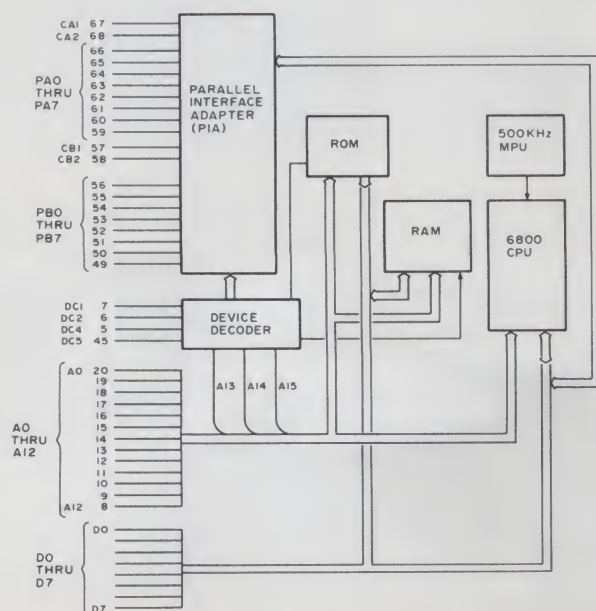 CA1 67
CA2 68
PA0
THRU
PA7
66
65
64
63
62
61
60
59
CB1 57
CB2 58
PB0
THRU
PB7
56
55
54
53
52
51
50
49
PARALLEL
INTERFACE
ADAPTER
(PIA)
ROM
500KHz
MPU
RAM
6800
CPU
DC1 7
DC2 6
DC4 5
DC5 45
DEVICE
DECODER
A13 A14 A15
A0
THRU
A12
A0 20
19
18
17
16
15
14
13
12
11
10
9
A12 8
D0
THRU
D7
D0
D7